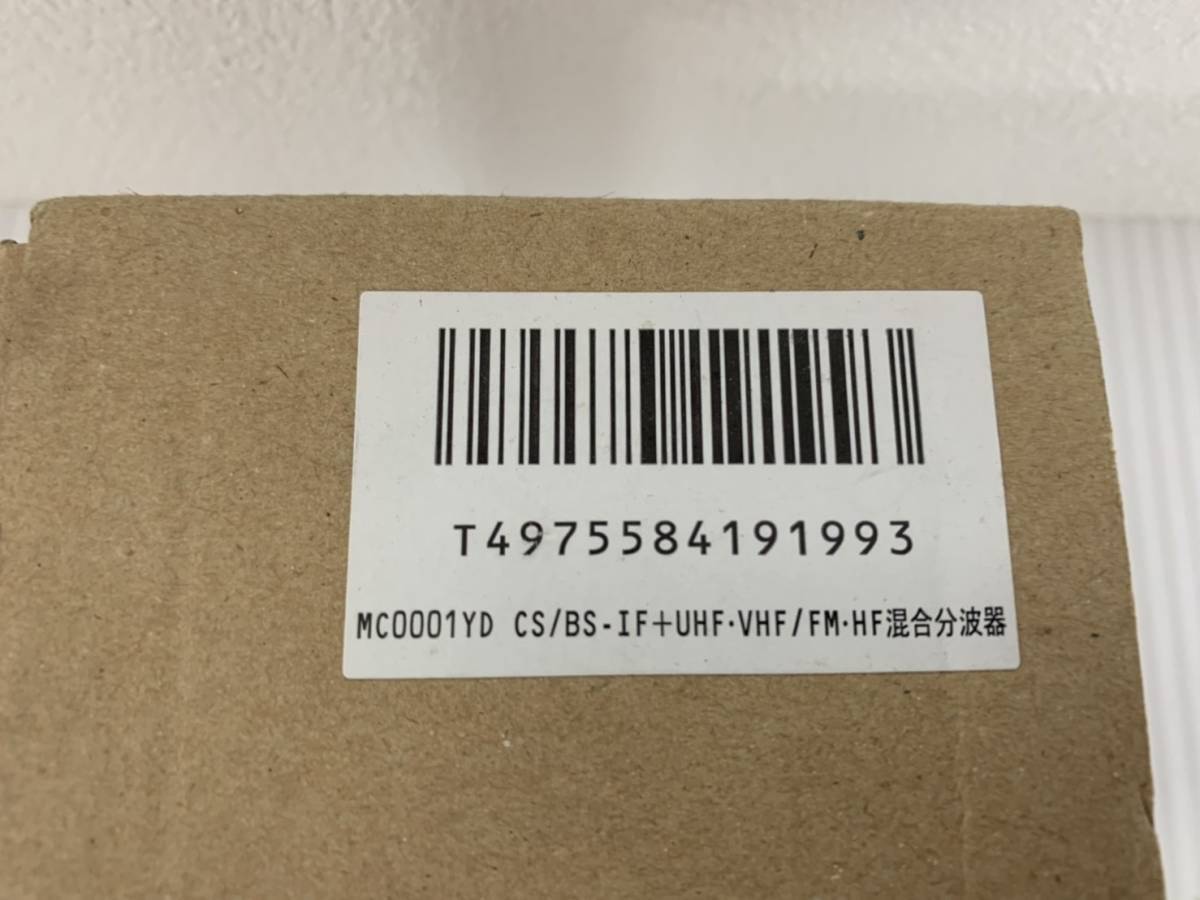 T4975584191993
MC0001YD CS/BS-IF+UHF·VHF/FM·HF混合分波器